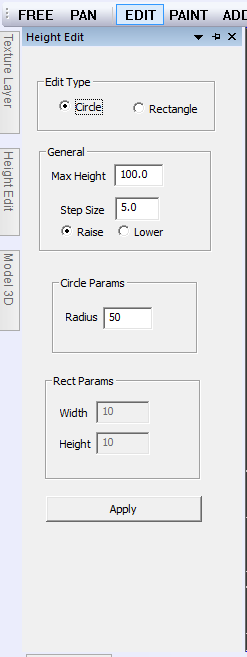 FREE PAN EDIT PAINT ADD
Height Edit
Texture Layer
Height Edit
Model 3D
Edit Type
Circle Rectangle
General
Max Height 100.0
Step Size 5.0
Raise Lower
Circle Params
Radius 50
Rect Params
Width 10
Height 10
Apply